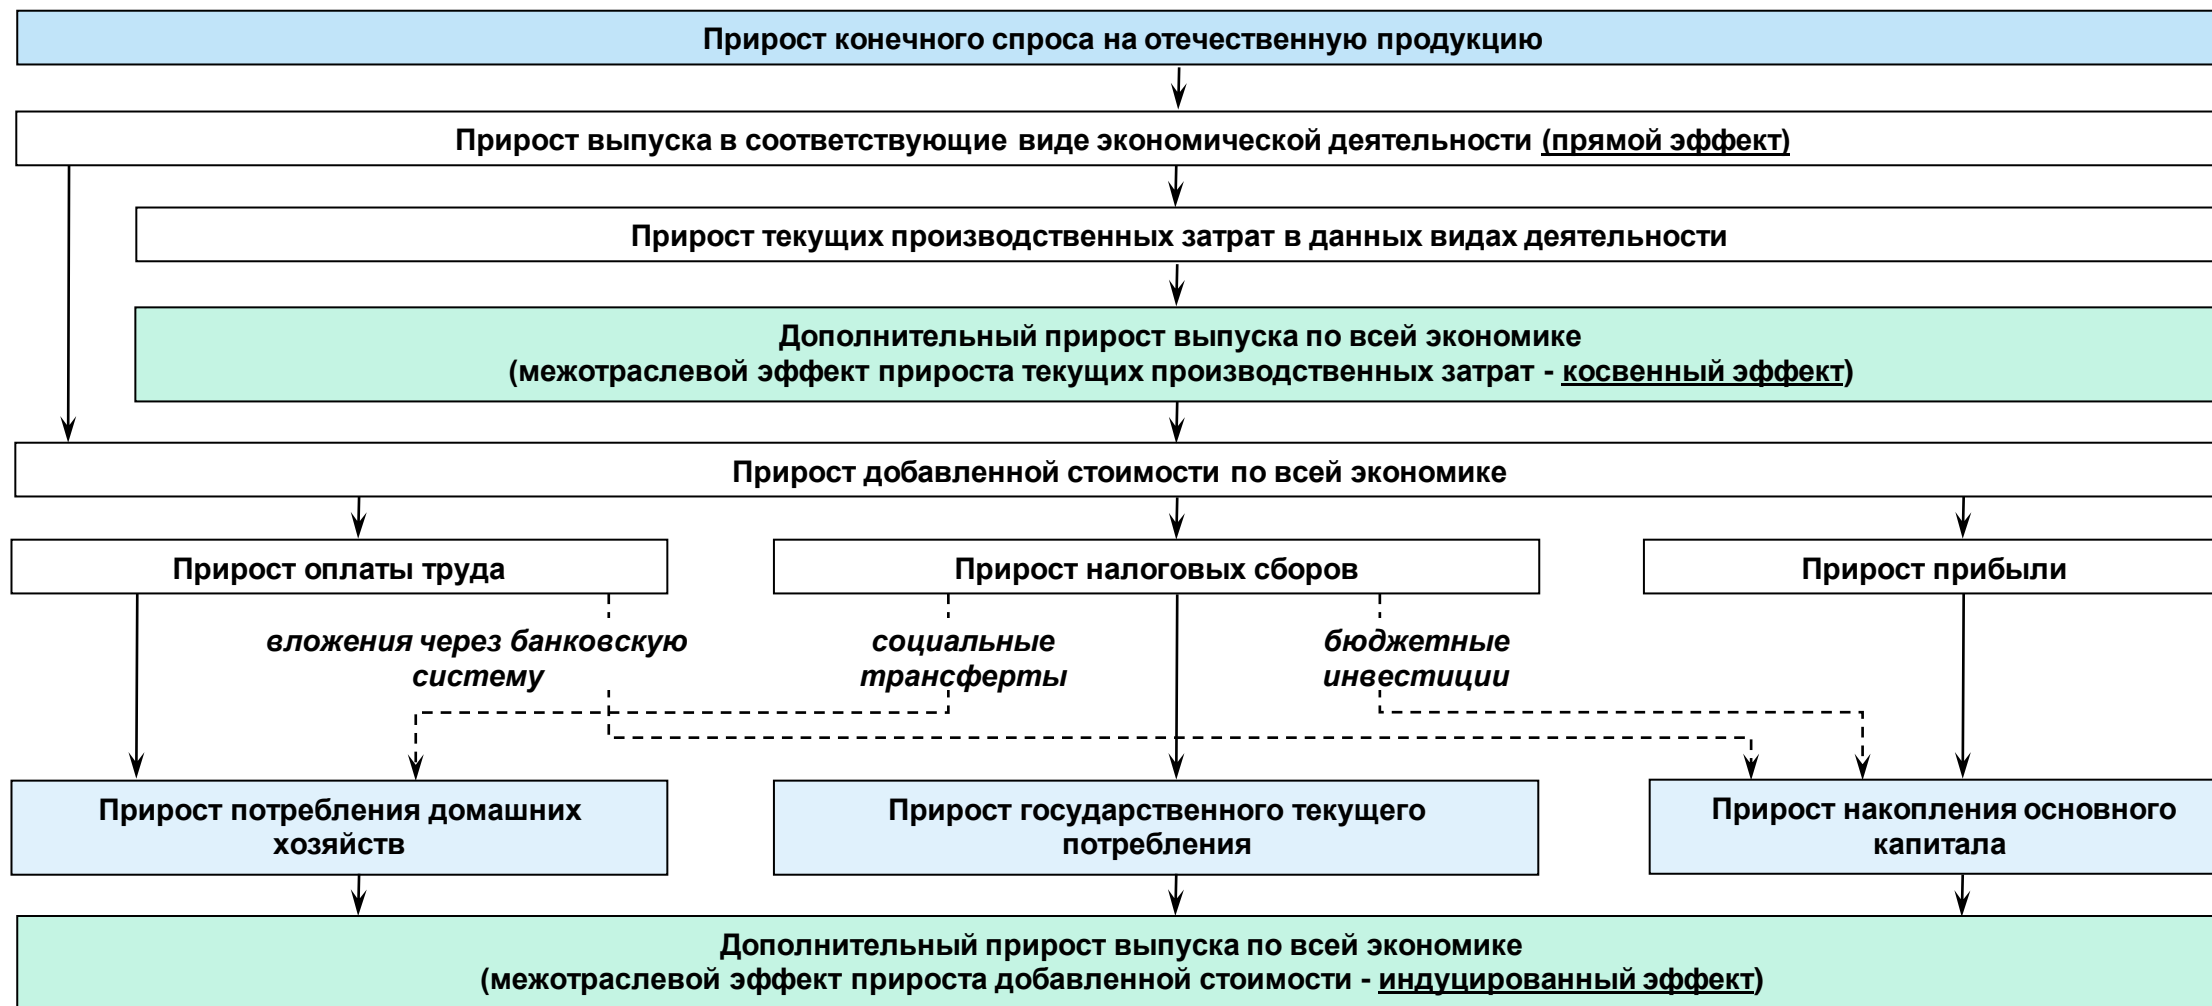 Прирост конечного спроса на отечественную продукцию
Прирост выпуска в соответствующие виде экономической деятельности (прямой эффект)
Прирост текущих производственных затрат в данных видах деятельности
Дополнительный прирост выпуска по всей экономике
(межотраслевой эффект прироста текущих производственных затрат - косвенный эффект)
Прирост добавленной стоимости по всей экономике
Прирост оплаты труда
Прирост налоговых сборов
Прирост прибыли
вложения через банковскую
систему
социальные
трансферты
бюджетные
инвестиции
Прирост потребления домашних
хозяйств
Прирост государственного текущего
потребления
Прирост накопления основного
капитала
Дополнительный прирост выпуска по всей экономике
(межотраслевой эффект прироста добавленной стоимости - индуцированный эффект)